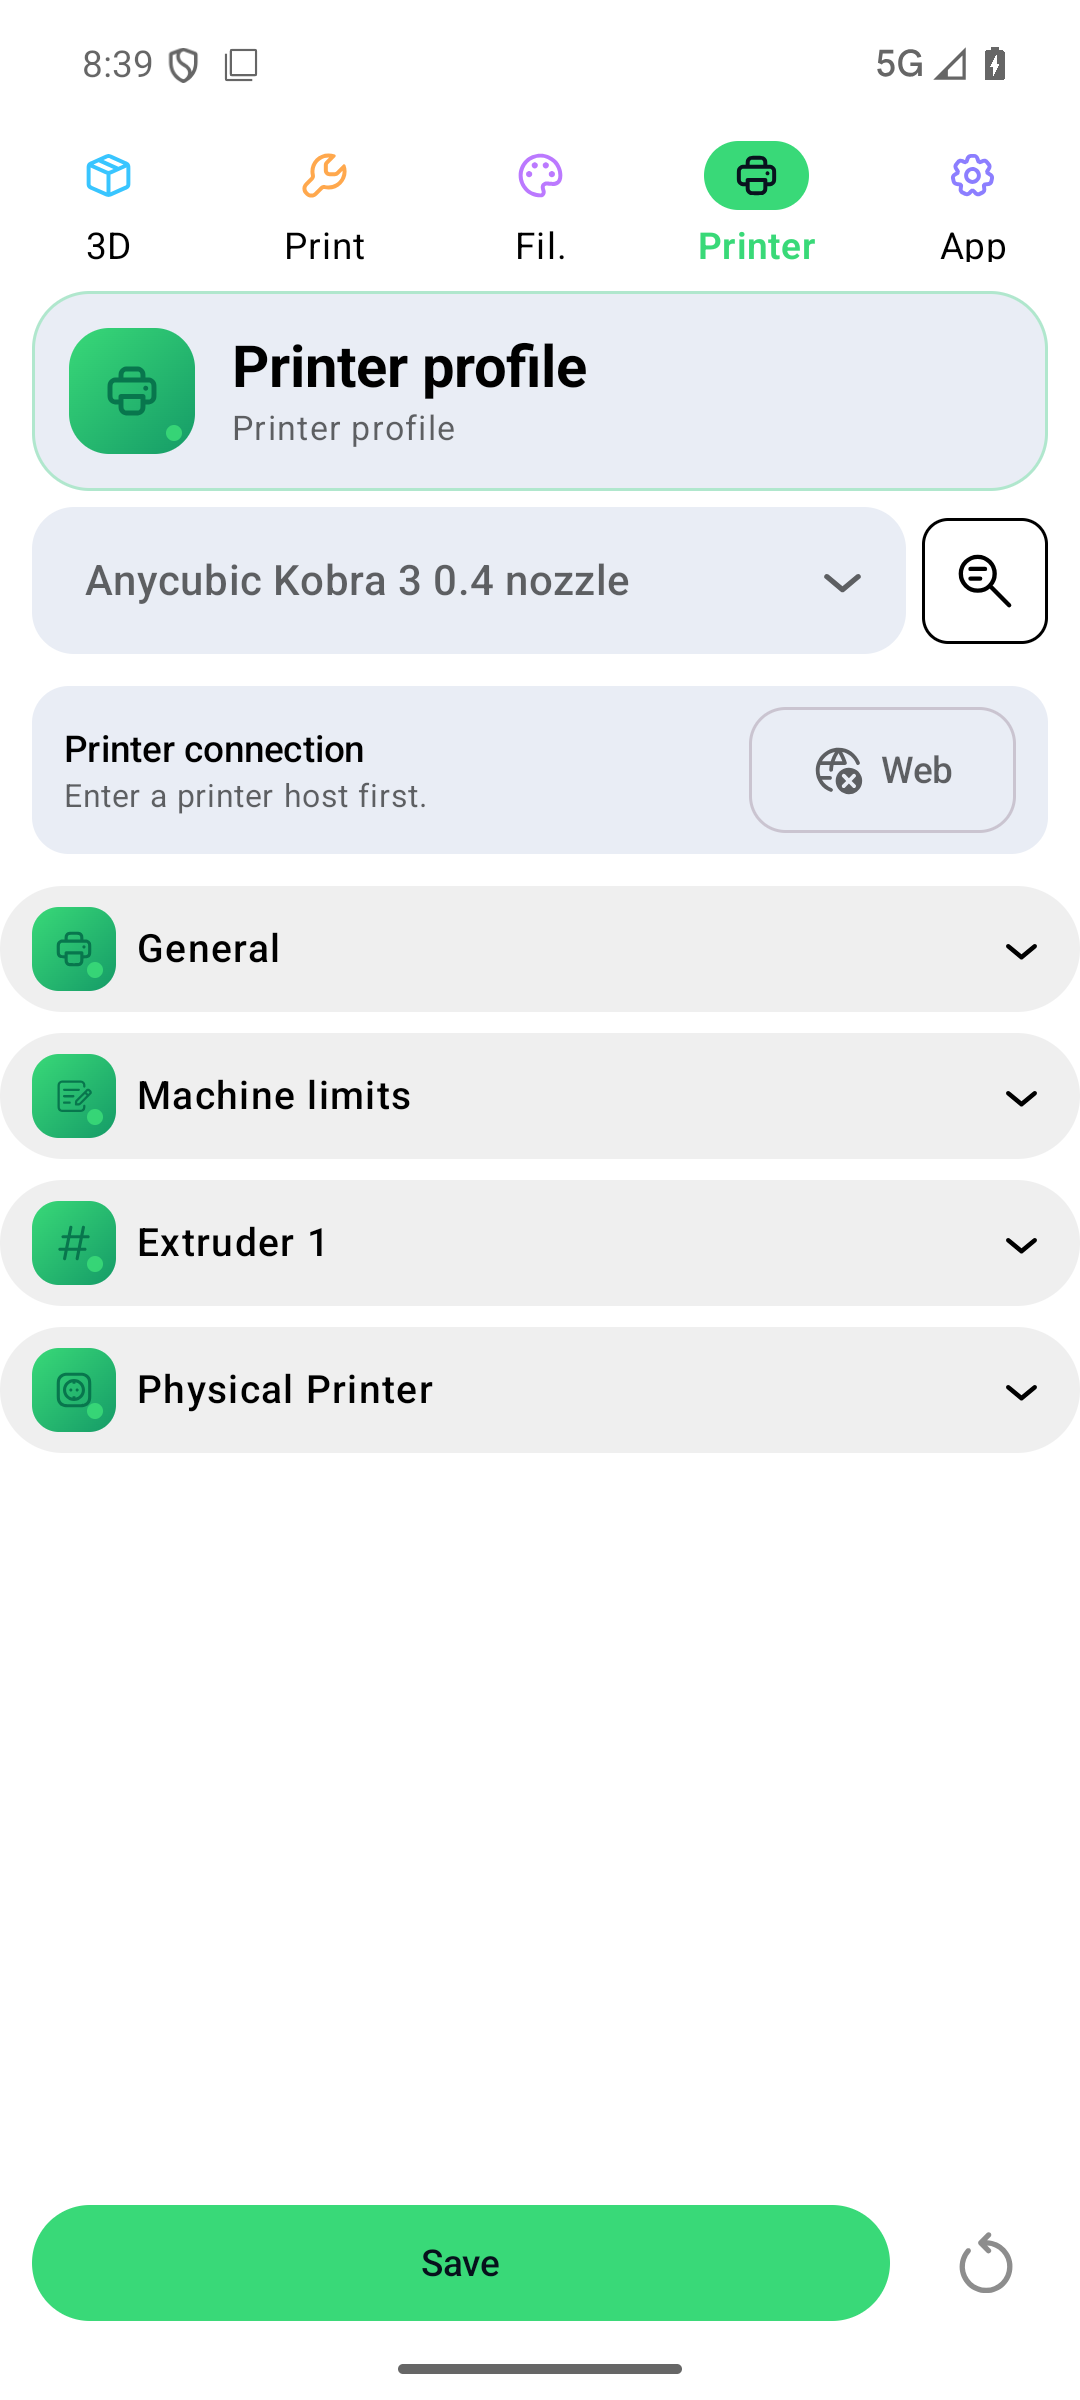 8:39
5G
3D
Print
Fil.
Printer
App
Printer profile
Printer profile
Anycubic Kobra 3 0.4 nozzle
Printer connection
Enter a printer host first.
Web
General
Machine limits
Extruder 1
Physical Printer
Save